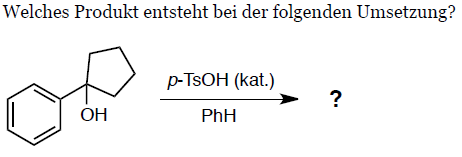 Welches Produkt entsteht bei der folgenden Umsetzung?
p-TsOH (kat.)
OH
PhH
?